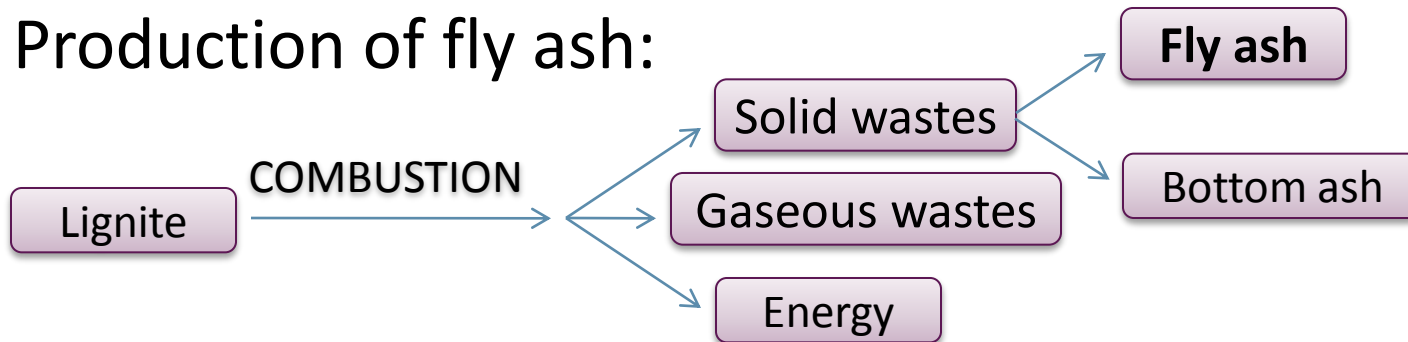 Production of fly ash:
Fly ash
Solid wastes
COMBUSTION
Bottom ash
Lignite
Gaseous wastes
Energy